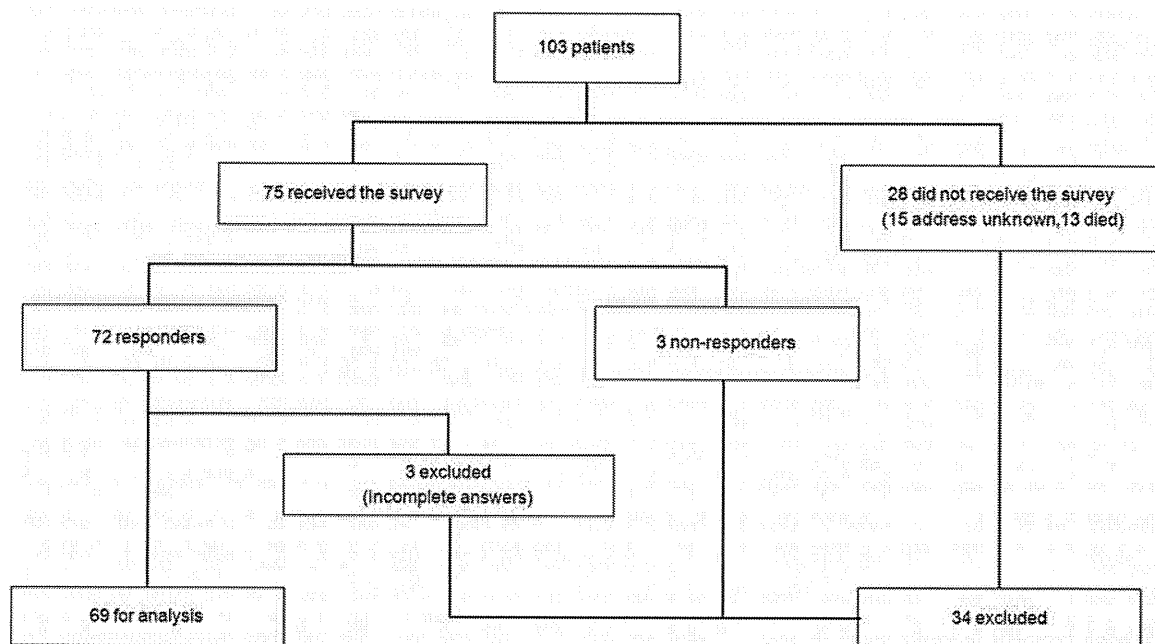 103 patients
75 received the survey
28 did not receive the survey
(15 address unknown,13 died)
72 responders
3 non-responders
3 excluded
(Incomplete answers)
69 for analysis
34 excluded